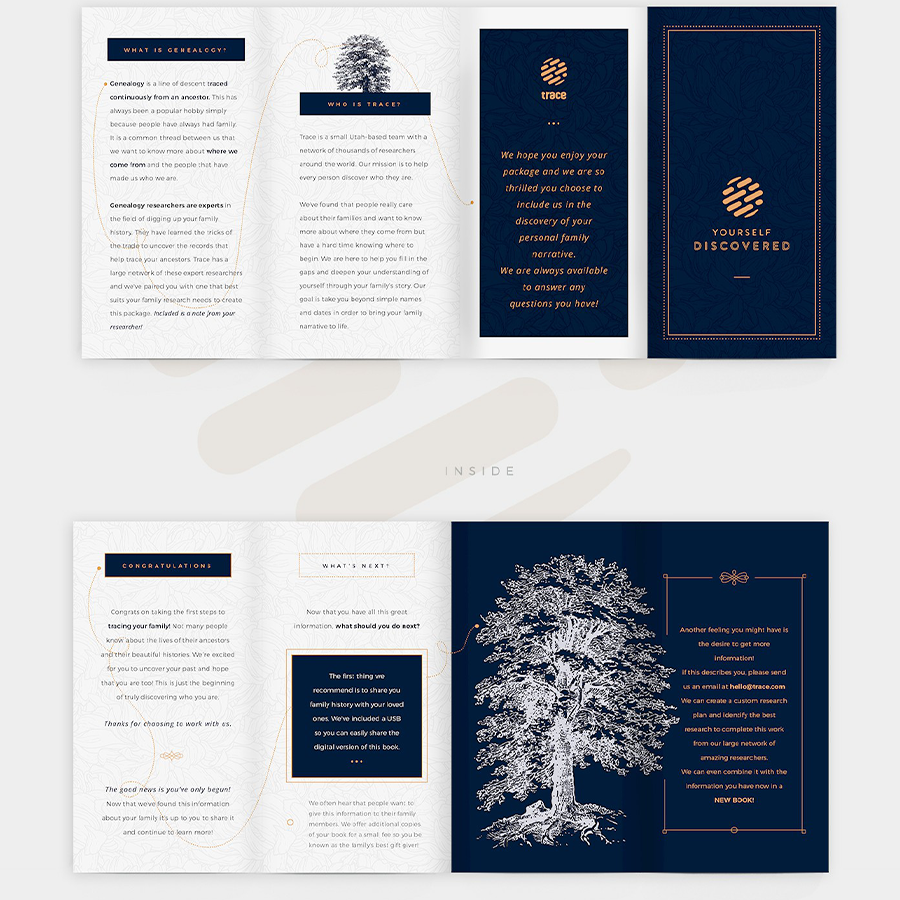 WHAT IS GENEALOGY?
Genealogy is a line of descent traced
continuously from an ancestor. This has
always been a popular hobby simply
because people have always had family.
It is a common thread between us that
we want to know more about where we
come from and the people that have
made us who we are.
Genealogy researchers are experts in
the field of digging up your family
history. They have learned the tricks of
the trade to uncover the records that
help trace your ancestors. Trace has a
large network of these expert researchers
and we've paired you with one that best
suits your family research needs to create
this package. Included is a note from your
researcher!
WHO IS TRACE?
Trace is a small Utah-based team with a
network of thousands of researchers
around the world. Our mission is to help
every person discover who they are.
We've found that people really care
about their families and want to know
more about where they come from but
have a hard time knowing where to
begin. We are here to help you fill in the
gaps and deepen your understanding of
yourself through your family's story. Our
goal is take you beyond simple names
and dates in order to bring your family
narrative to life.
trace
We hope you enjoy your
package and we are so
thrilled you choose to
include us in the
discovery of your
personal family
narrative.
We are always available
to answer any
questions you have!
YOURSELF
DISCOVERED
INSIDE
CONGRATULATIONS
Congrats on taking the first steps to
tracing your family! Not many people
know about the lives of their ancestors
and their beautiful histories. We're excited
for you to uncover your past and hope
that you are too! This is just the beginning
of truly discovering who you are.
Thanks for choosing to work with us.
The good news is you're only begun!
Now that we've found this information
about your family it's up to you to share it
and continue to learn more!
WHAT'S NEXT?
Now that you have all this great
information, what should you do next?
The first thing we
recommend is to share you
family history with your loved
ones. We've included a USB
so you can easily share the
digital version of this book.
We often hear that people want to
give this information to their family
members. We offer additional copies
of your book for a small fee so you be
known as the family's best gift giver!
Another feeling you might have is
the desire to get more
information!
If this describes you, please send
us an email at hello@trace.com
We can create a custom research
plan and identify the best
research to complete this work
from our large network of
amazing researchers.
We can even combine it with the
information you have now in a
NEW BOOK!